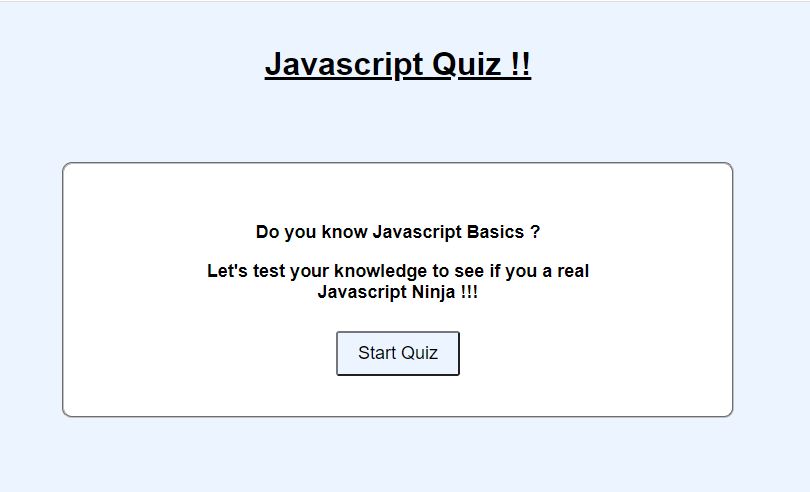 Javascript Quiz !!
Do you know Javascript Basics ?
Let's test your knowledge to see if you a real
Javascript Ninja !!!
Start Quiz